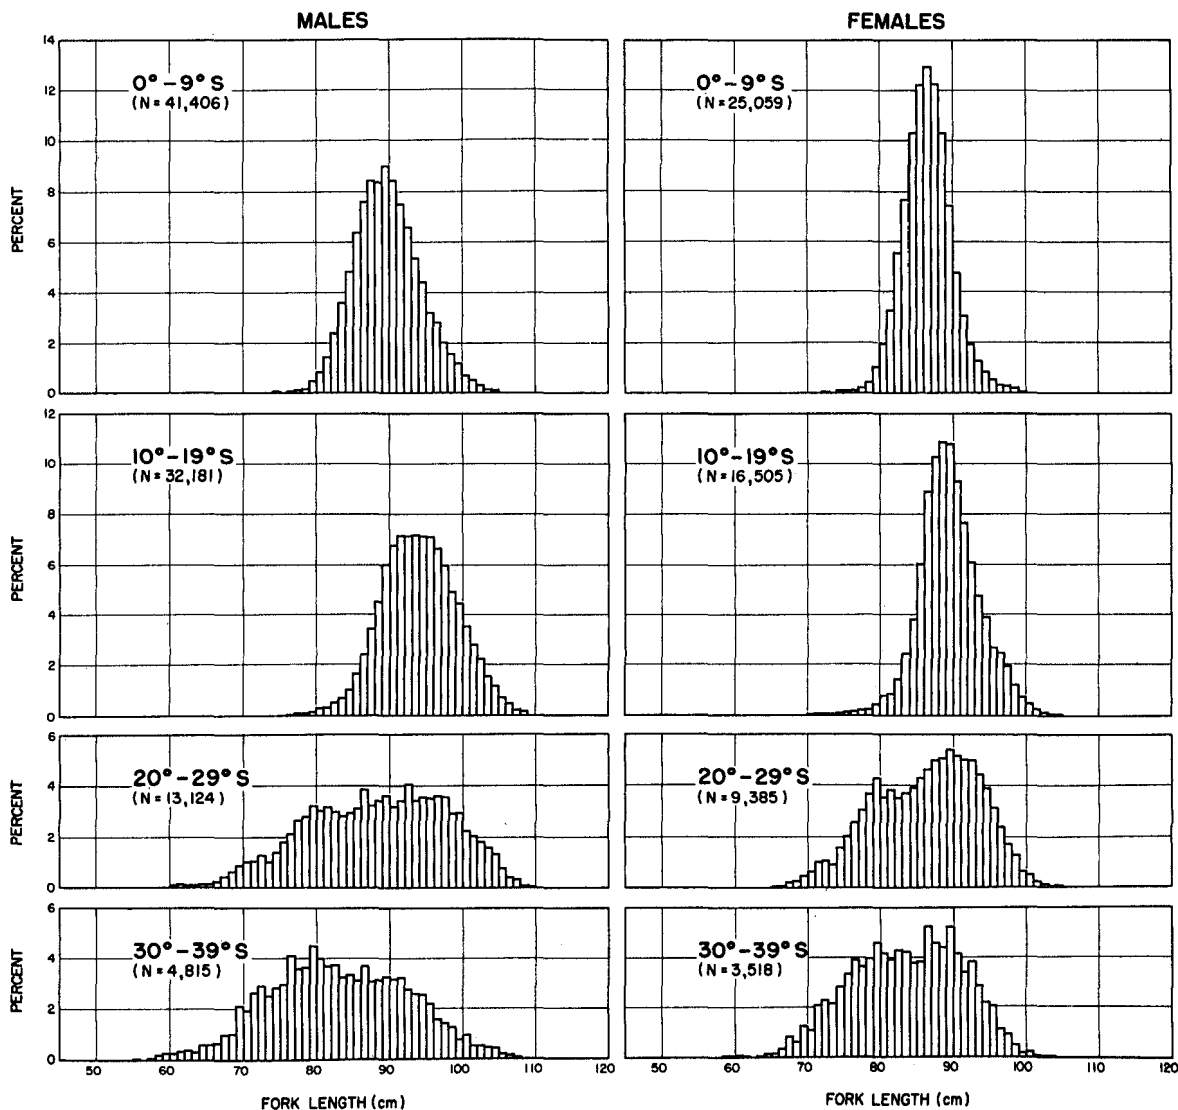 MALES
FEMALES
14
12
10
8
6
4
2
0
PERCENT
0°-9°S
(N=41,406)
0°-9°S
(N=25,059)
12
10
8
6
4
2
0
PERCENT
10°-19°S
(N=32,181)
10°-19°S
(N=16,505)
6
4
2
0
PERCENT
20°-29°S
(N=13,124)
20°-29°S
(N=9,385)
6
4
2
0
PERCENT
30°-39°S
(N=4,815)
30°-39°S
(N=3,518)
50 60 70 80 90 100 110 120
50 60 70 80 90 100 110 120
FORK LENGTH (cm)
FORK LENGTH (cm)